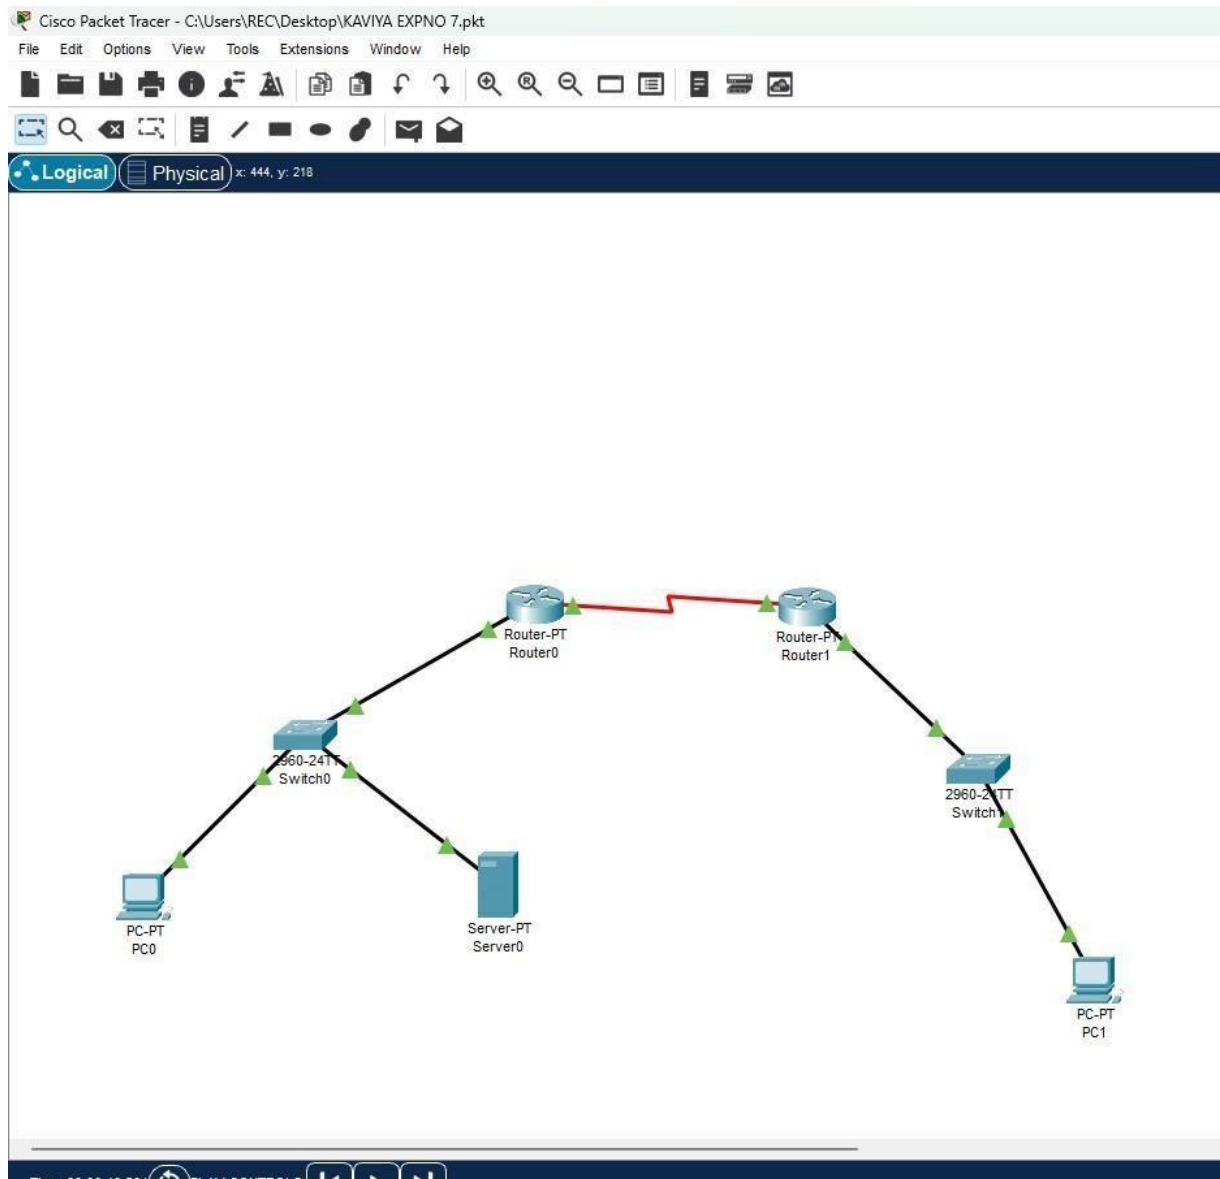 Cisco Packet Tracer - C:\Users\REC\Desktop\KAVIYA EXPNO 7.pkt
File Edit Options View Tools Extensions Window Help
Logical Physical x: 444, y: 218
Router-PT
Router0
Router-PT
Router1
2960-24TT
Switch0
2960-24TT
Switch1
PC-PT
PC0
Server-PT
Server0
PC-PT
PC1